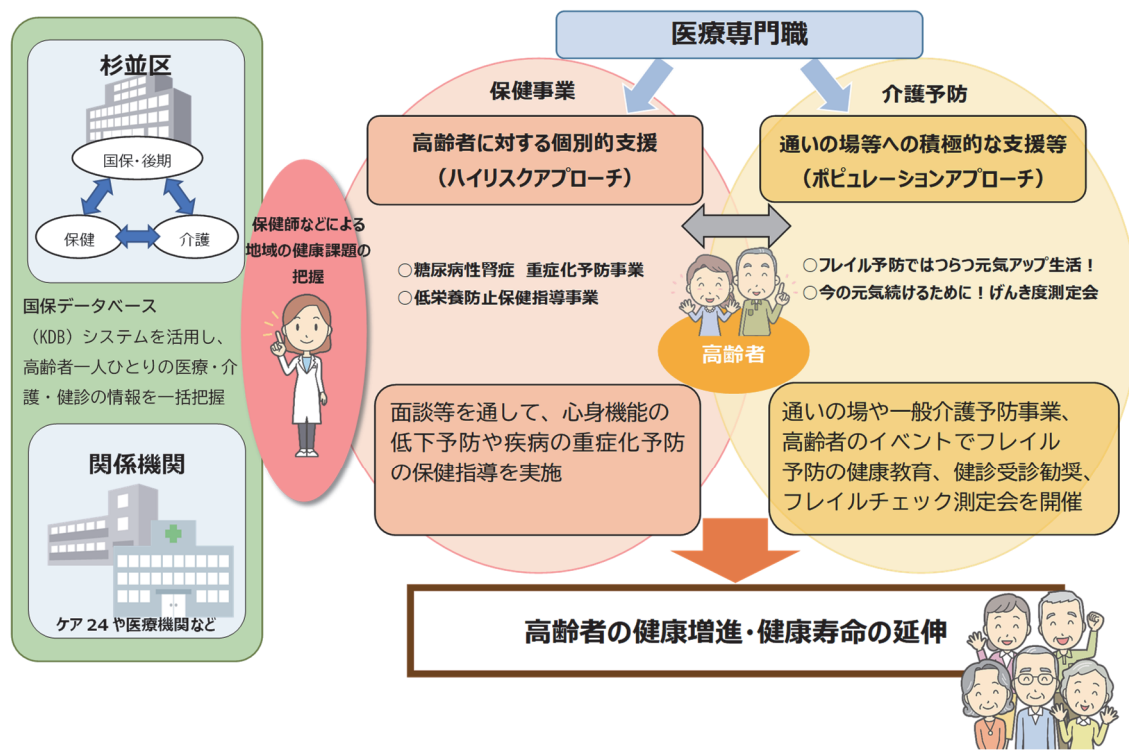 杉並区
国保・後期
保健
介護
国保データベース
（KDB）システムを活用し、
高齢者一人ひとりの医療・介
護・健診の情報を一括把握
関係機関
ケア24や医療機関など
保健師などによる
地域の健康課題の
把握
医療専門職
保健事業
高齢者に対する個別的支援
（ハイリスクアプローチ）
○糖尿病性腎症 重症化予防事業
○低栄養防止保健指導事業
面談等を通して、心身機能の
低下予防や疾病の重症化予防
の保健指導を実施
介護予防
通いの場等への積極的な支援等
（ポピュレーションアプローチ）
○フレイル予防ではつらつ元気アップ生活！
○今の元気続けるために！げんき度測定会
高齢者
通いの場や一般介護予防事業、
高齢者のイベントでフレイル
予防の健康教育、健診受診勧奨、
フレイルチェック測定会を開催
高齢者の健康増進・健康寿命の延伸